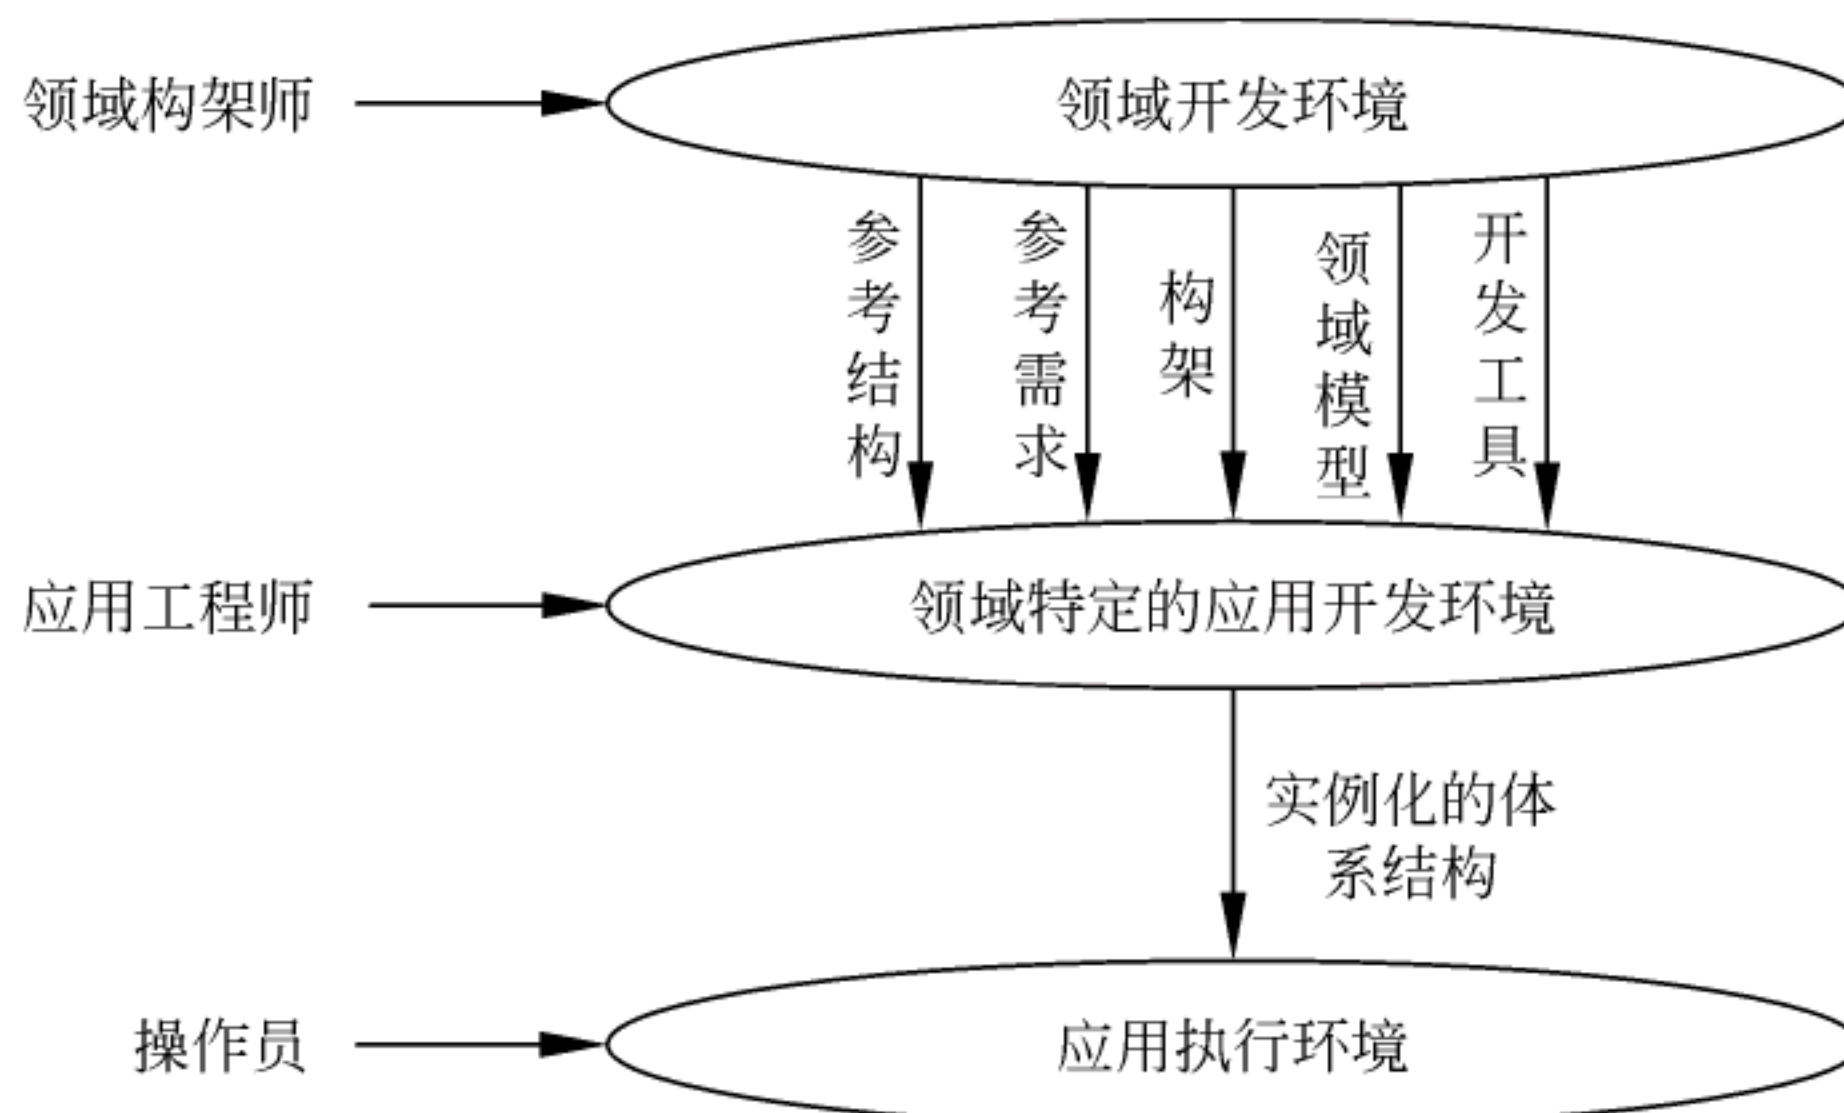 领域构架师
领域开发环境
参考结构
参考需求
构架
领域模型
开发工具
应用工程师
领域特定的应用开发环境
实例化的体
系结构
操作员
应用执行环境